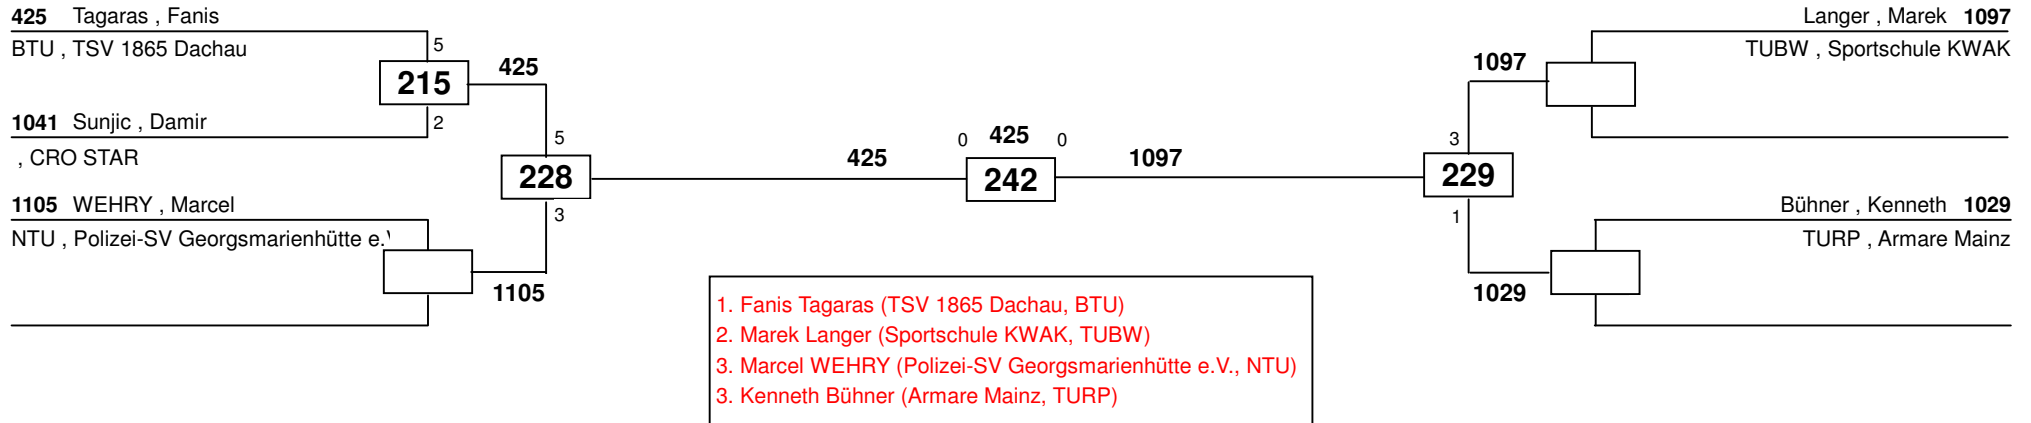 425 Tagaras , Fanis
BTU , TSV 1865 Dachau
5
215
425
2
1041 Sunjic , Damir
, CRO STAR
5
228
3
1105 WEHRY , Marcel
NTU , Polizei-SV Georgsmarienhütte e.V
1105
425
0 425 0
242
1097
Langer , Marek 1097
TUBW , Sportschule KWAK
1097
3
229
1
Bühner , Kenneth 1029
TURP , Armare Mainz
1029
1. Fanis Tagaras (TSV 1865 Dachau, BTU)
2. Marek Langer (Sportschule KWAK, TUBW)
3. Marcel WEHRY (Polizei-SV Georgsmarienhütte e.V., NTU)
3. Kenneth Bühner (Armare Mainz, TURP)